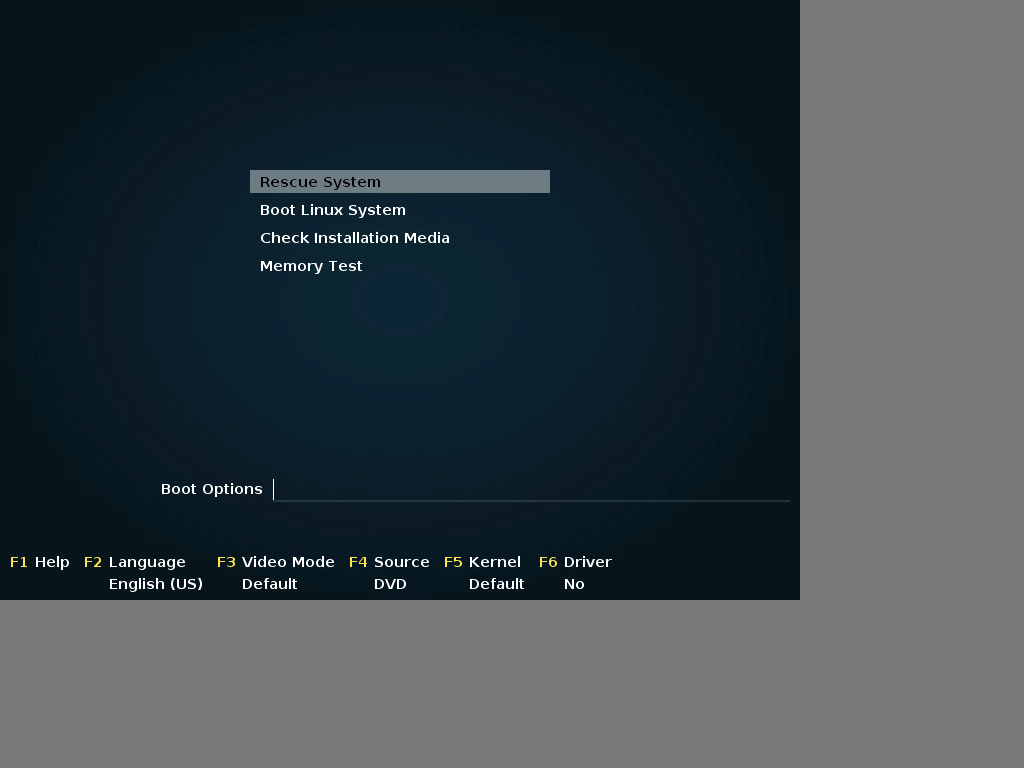 Rescue System
Boot Linux System
Check Installation Media
Memory Test
Boot Options
F1 Help F2 Language F3 Video Mode F4 Source F5 Kernel F6 Driver
English (US) Default DVD Default No